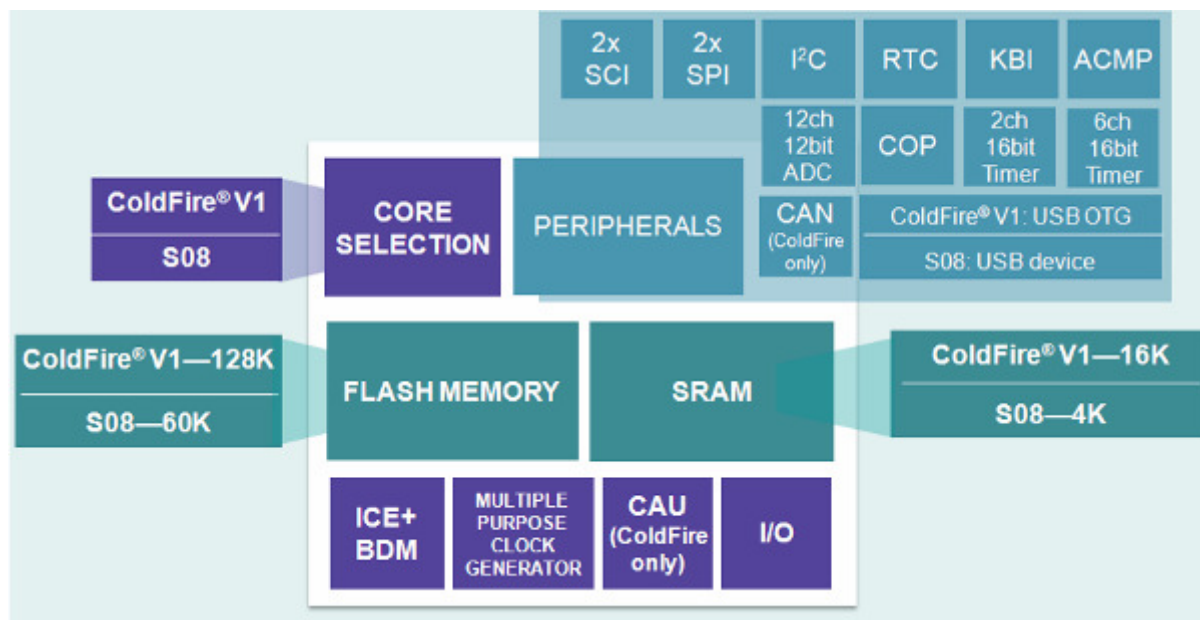 2x
SCI
2x
SPI
I²C
RTC
KBI
ACMP
12ch
12bit
ADC
COP
2ch
16bit
Timer
6ch
16bit
Timer
ColdFire® V1
S08
CORE
SELECTION
PERIPHERALS
CAN
(ColdFire
only)
ColdFire® V1: USB OTG
S08: USB device
ColdFire® V1—128K
S08—60K
FLASH MEMORY
SRAM
ColdFire® V1—16K
S08—4K
ICE+
BDM
MULTIPLE
PURPOSE
CLOCK
GENERATOR
CAU
(ColdFire
only)
I/O